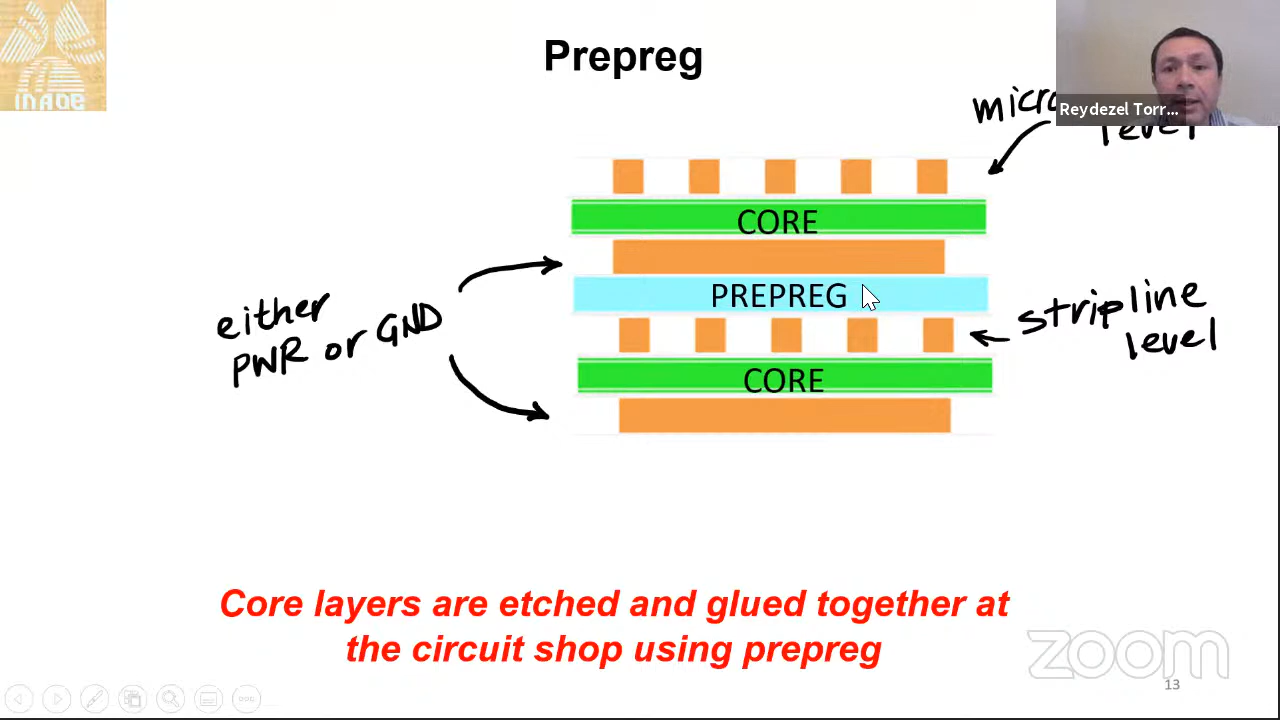 INAOE
Prepreg
Reydezel Torr...
level
CORE
PREPREG
either
PWR or GND
stripline
level
CORE
Core layers are etched and glued together at
the circuit shop using prepreg
zoom
13